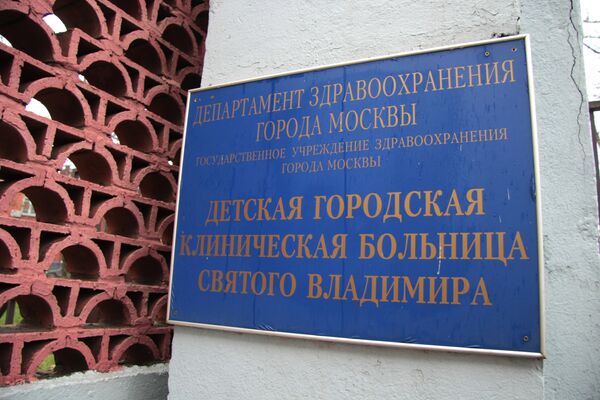 ДЕПАРТАМЕНТ ЗДРАВООХРАНЕНИЯ
ГОРОДА МОСКВЫ
ГОСУДАРСТВЕННОЕ УЧРЕЖДЕНИЕ ЗДРАВООХРАНЕНИЯ
ГОРОДА МОСКВЫ
ДЕТСКАЯ ГОРОДСКАЯ
КЛИНИЧЕСКАЯ БОЛЬНИЦА
СВЯТОГО ВЛАДИМИРА